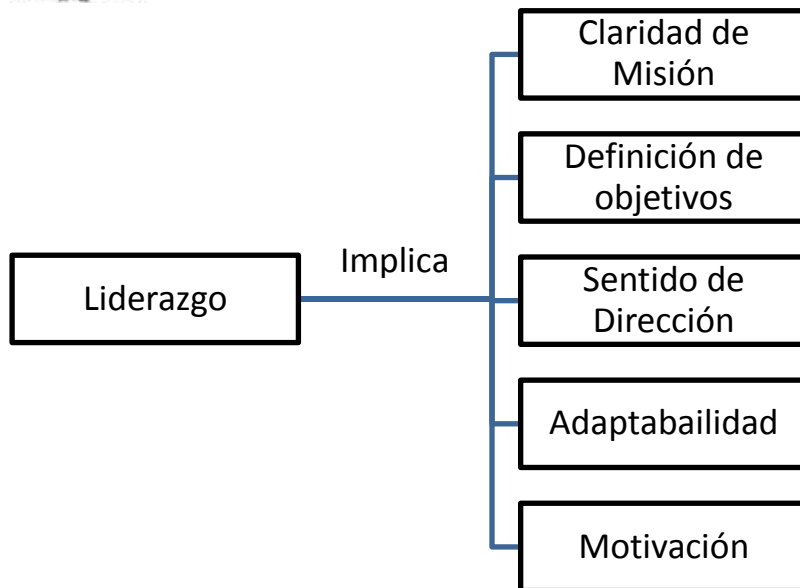 Liderazgo
Implica
Claridad de
Misión
Definición de
objetivos
Sentido de
Dirección
Adaptabailidad
Motivación